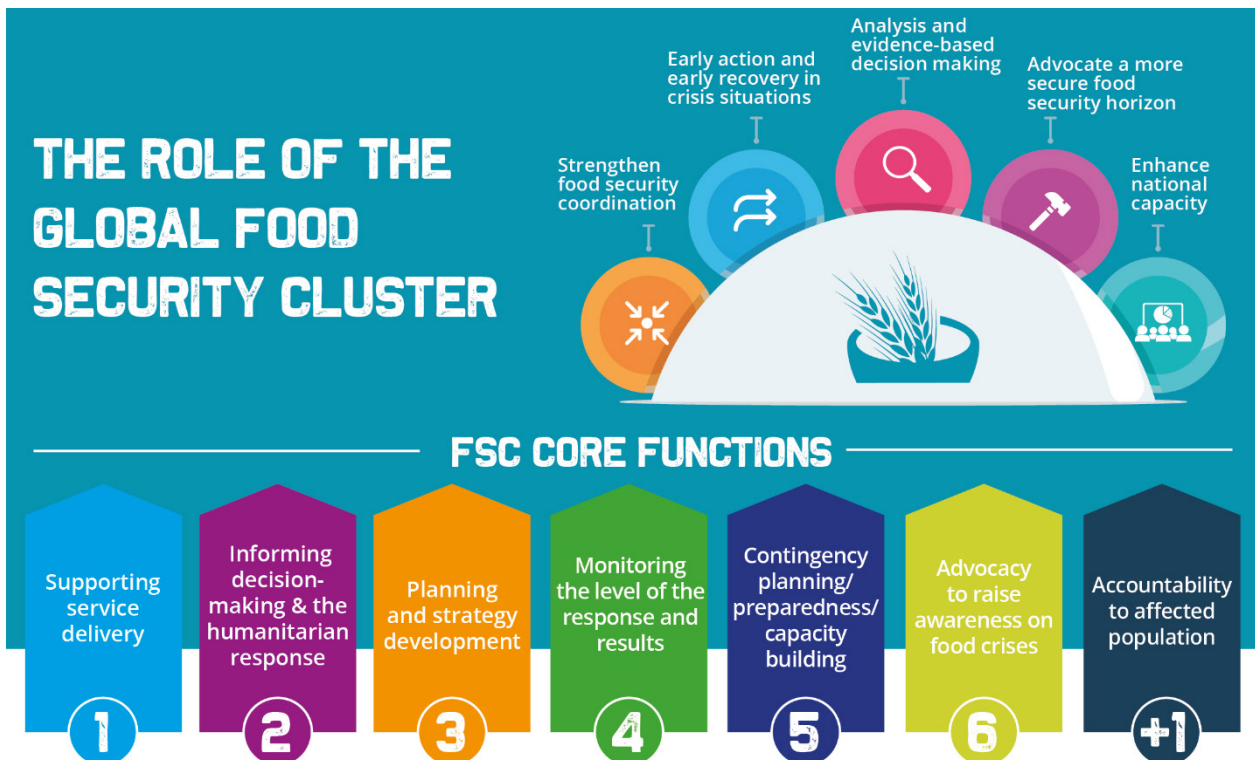 THE ROLE OF THE
GLOBAL FOOD
SECURITY CLUSTER
Strengthen
food security
coordination
Early action and
early recovery in
crisis situations
Analysis and
evidence-based
decision making
Advocate a more
secure food
security horizon
Enhance
national
capacity
FSC CORE FUNCTIONS
Supporting
service
delivery
1
Informing
decision-
making & the
humanitarian
response
2
Planning
and strategy
development
3
Monitoring
the level of the
response and
results
4
Contingency
planning/
preparedness/
capacity
building
5
Advocacy
to raise
awareness on
food crises
6
Accountability
to affected
population
+1